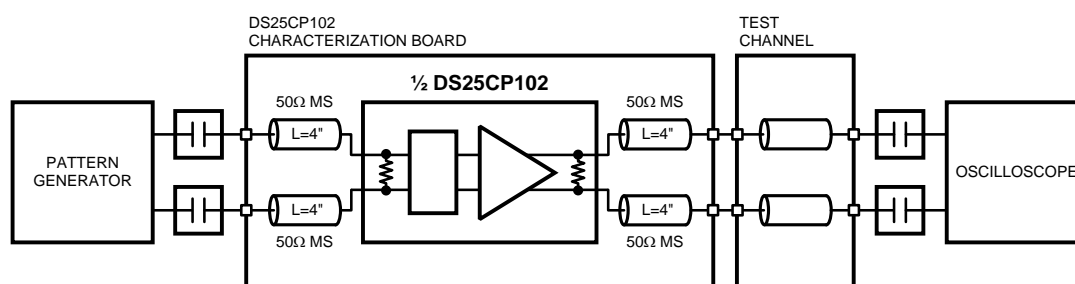 DS25CP102
CHARACTERIZATION BOARD
TEST
CHANNEL
½ DS25CP102
50Ω MS
50Ω MS
L=4"
L=4"
PATTERN
GENERATOR
OSCILLOSCOPE
L=4"
L=4"
50Ω MS
50Ω MS